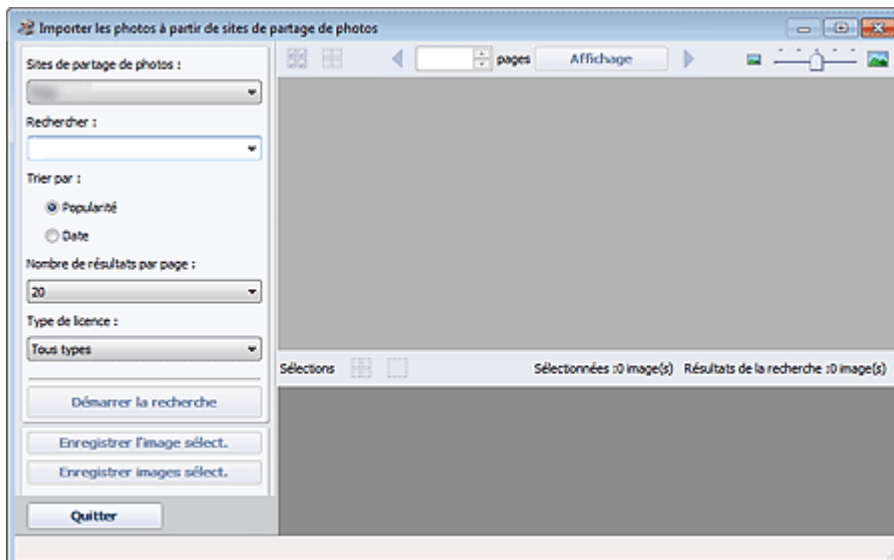 Importer les photos à partir de sites de partage de photos
Sites de partage de photos :
Rechercher :
Trier par :
Popularité
Date
Nombre de résultats par page :
20
Type de licence :
Tous types
Démarrer la recherche
Enregistrer l'image sélect.
Enregistrer images sélect.
Quitter
pages Affichage
Sélections Sélectionnées :0 image(s) Résultats de la recherche :0 image(s)